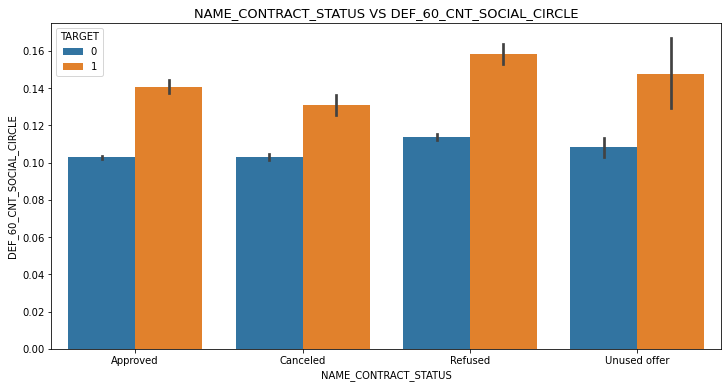 NAME_CONTRACT_STATUS VS DEF_60_CNT_SOCIAL_CIRCLE
TARGET
0
1
DEF_60_CNT_SOCIAL_CIRCLE
0.16
0.14
0.12
0.10
0.08
0.06
0.04
0.02
0.00
Approved Canceled Refused Unused offer
NAME_CONTRACT_STATUS